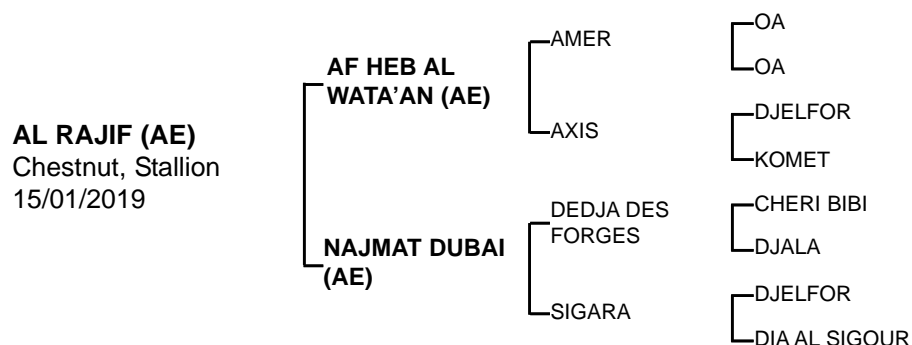 AL RAJIF (AE)
Chestnut, Stallion
15/01/2019
AF HEB AL
WATA’AN (AE)
NAJMAT DUBAI
(AE)
AMER
AXIS
DEDJA DES
FORGES
SIGARA
OA
OA
DJELFOR
KOMET
CHERI BIBI
DJALA
DJELFOR
DIA AL SIGOUR